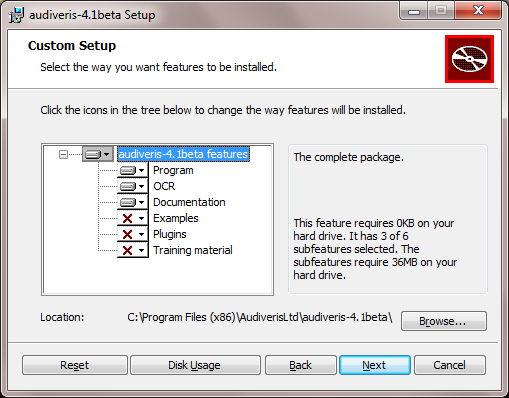 audiveris-4.1beta Setup
Custom Setup
Select the way you want features to be installed.
Click the icons in the tree below to change the way features will be installed.
audiveris-4.1beta features
Program
OCR
Documentation
Examples
Plugins
Training material
The complete package.
This feature requires 0KB on your
hard drive. It has 3 of 6
subfeatures selected. The
subfeatures require 36MB on your
hard drive.
Location: C:\Program Files (x86)\AudiverisLtd\audiveris-4.1beta\
Browse...
Reset Disk Usage Back Next Cancel